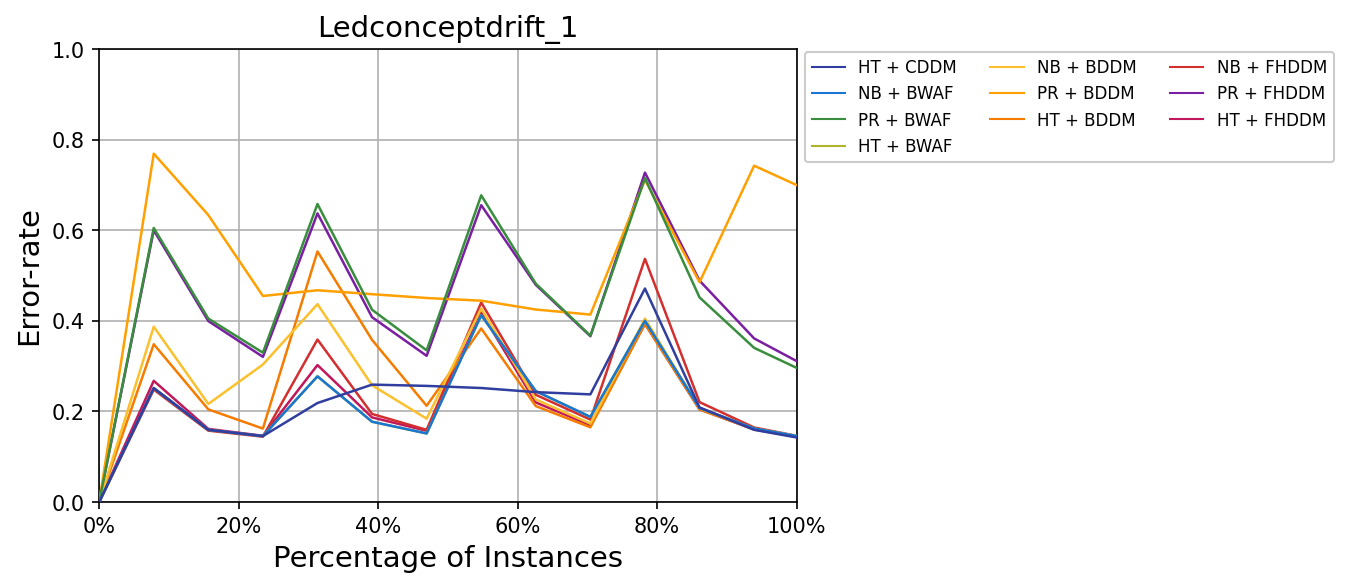 Ledconceptdrift_1
1.0
0.8
0.6
0.4
0.2
0.0
Error-rate
0% 20% 40% 60% 80% 100%
Percentage of Instances
HT + CDDM
NB + BWAF
PR + BWAF
HT + BWAF
NB + BDDM
PR + BDDM
HT + BDDM
NB + FHDDM
PR + FHDDM
HT + FHDDM